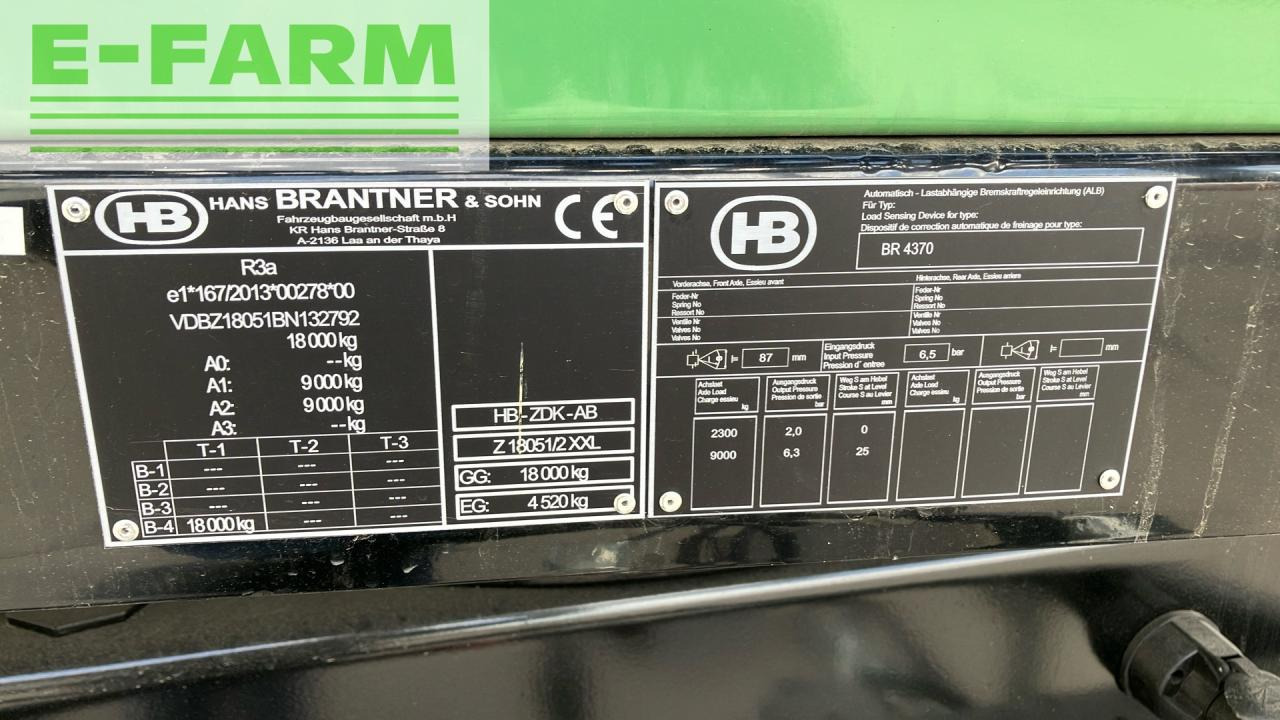 E-FARM
HB HANS BRANTNER & SOHN
Fahrzeugbaugesellschaft m.b.H
KR Hans Brantner-Straße 8
A-2136 Laa an der Thaya
CE
R3a
e1*167/2013*00278*00
VDBZ18051BN132792
18 000 kg
A0: -- kg
A1: 9 000 kg
A2: 9 000 kg
A3: -- kg
T-1 T-2 T-3
B-1 --- --- ---
B-2 --- --- ---
B-3 --- --- ---
B-4 18 000 kg --- ---
HB-ZDK-AB
Z 18051/2 XXL
GG: 18 000 kg
EG: 4 520 kg
HB
Automatisch - Lastabhängige Bremskraftregeleinrichtung (ALB)
Für Typ:
Load Sensing Device for type:
Dispositif de correction automatique de freinage pour type:
BR 4370
Vorderachse, Front Axle, Essieu avant
Feder-Nr
Spring No
Ressort No
Ventile Nr
Valves No
Valves No
Hinterachse, Rear Axle, Essieu arriere
Feder-Nr
Spring No
Ressort No
Ventile Nr
Valves No
Valves No
l= 87 mm
Eingangsdruck
Input Pressure
Pression d' entree
6,5 bar
l= mm
Achslast
Axle Load
Charge essieu
kg
Ausgangsdruck
Output Pressure
Pression de sortie
bar
Weg S am Hebel
Stroke S at Level
Course S au Levier
mm
Achslast
Axle Load
Charge essieu
kg
Ausgangsdruck
Output Pressure
Pression de sortie
bar
Weg S am Hebel
Stroke S at Level
Course S au Levier
mm
2300 2,0 0
9000 6,3 25